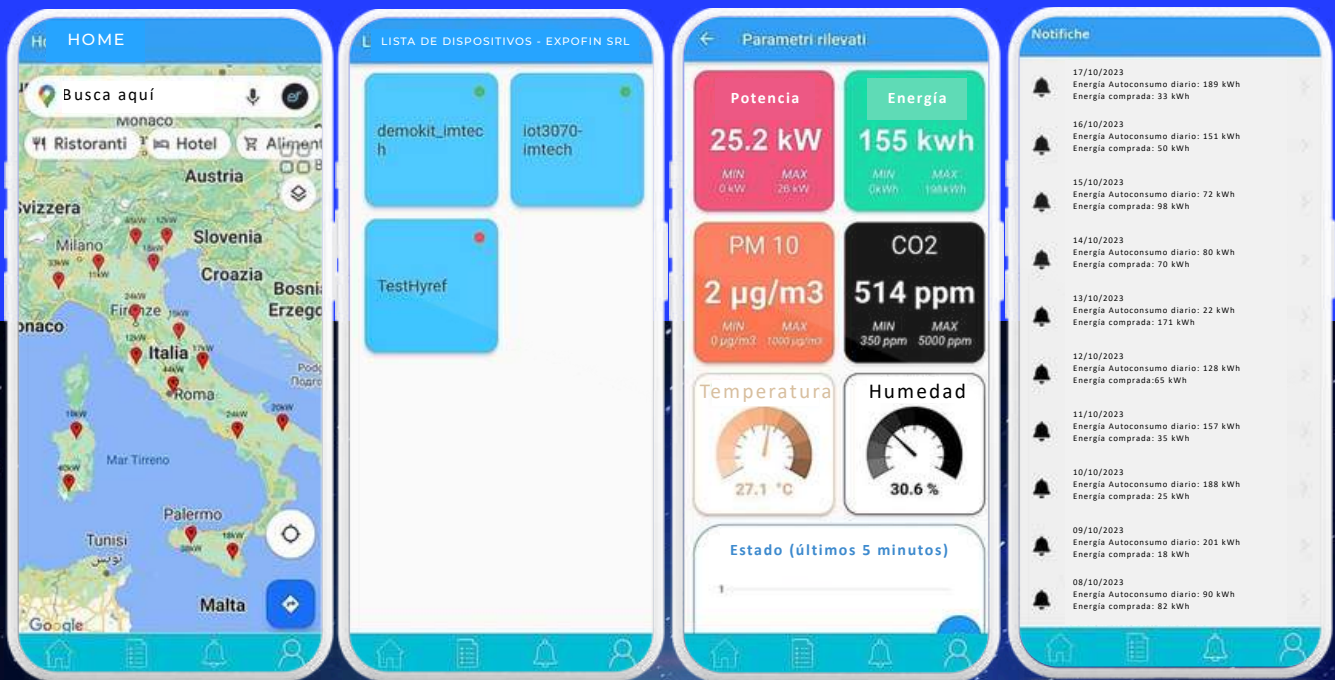 HOME
Busca aquí
Monaco
Ristoranti
Hotel
Aliment
Austria
Svizzera
Slovenia
Milano
Croazia
Bosni
Erzego
Firenze
onaco
Italia
Roma
Mar Tirreno
Palermo
Tunisi
تونس
Malta
Google
LISTA DE DISPOSITIVOS - EXPOFIN SRL
demokit_imtec
h
iot3070-
imtech
TestHyref
Parametri rilevati
Potencia
25.2 kW
MIN MAX
0 kW 26 kW
Energía
155 kwh
MIN MAX
0kWh 198kWh
PM 10
2 µg/m3
MIN MAX
0 µg/m3 1000 µg/m3
CO2
514 ppm
MIN MAX
350 ppm 5000 ppm
Temperatura
27.1 °C
Humedad
30.6 %
Estado (últimos 5 minutos)
1
Notifiche
17/10/2023
Energía Autoconsumo diario: 189 kWh
Energía comprada: 33 kWh
16/10/2023
Energía Autoconsumo diario: 151 kWh
Energía comprada: 50 kWh
15/10/2023
Energía Autoconsumo diario: 72 kWh
Energía comprada: 98 kWh
14/10/2023
Energía Autoconsumo diario: 80 kWh
Energía comprada: 70 kWh
13/10/2023
Energía Autoconsumo diario: 22 kWh
Energía comprada: 171 kWh
12/10/2023
Energía Autoconsumo diario: 128 kWh
Energía comprada:65 kWh
11/10/2023
Energía Autoconsumo diario: 157 kWh
Energía comprada: 35 kWh
10/10/2023
Energía Autoconsumo diario: 188 kWh
Energía comprada: 25 kWh
09/10/2023
Energía Autoconsumo diario: 201 kWh
Energía comprada: 18 kWh
08/10/2023
Energía Autoconsumo diario: 90 kWh
Energía comprada: 82 kWh